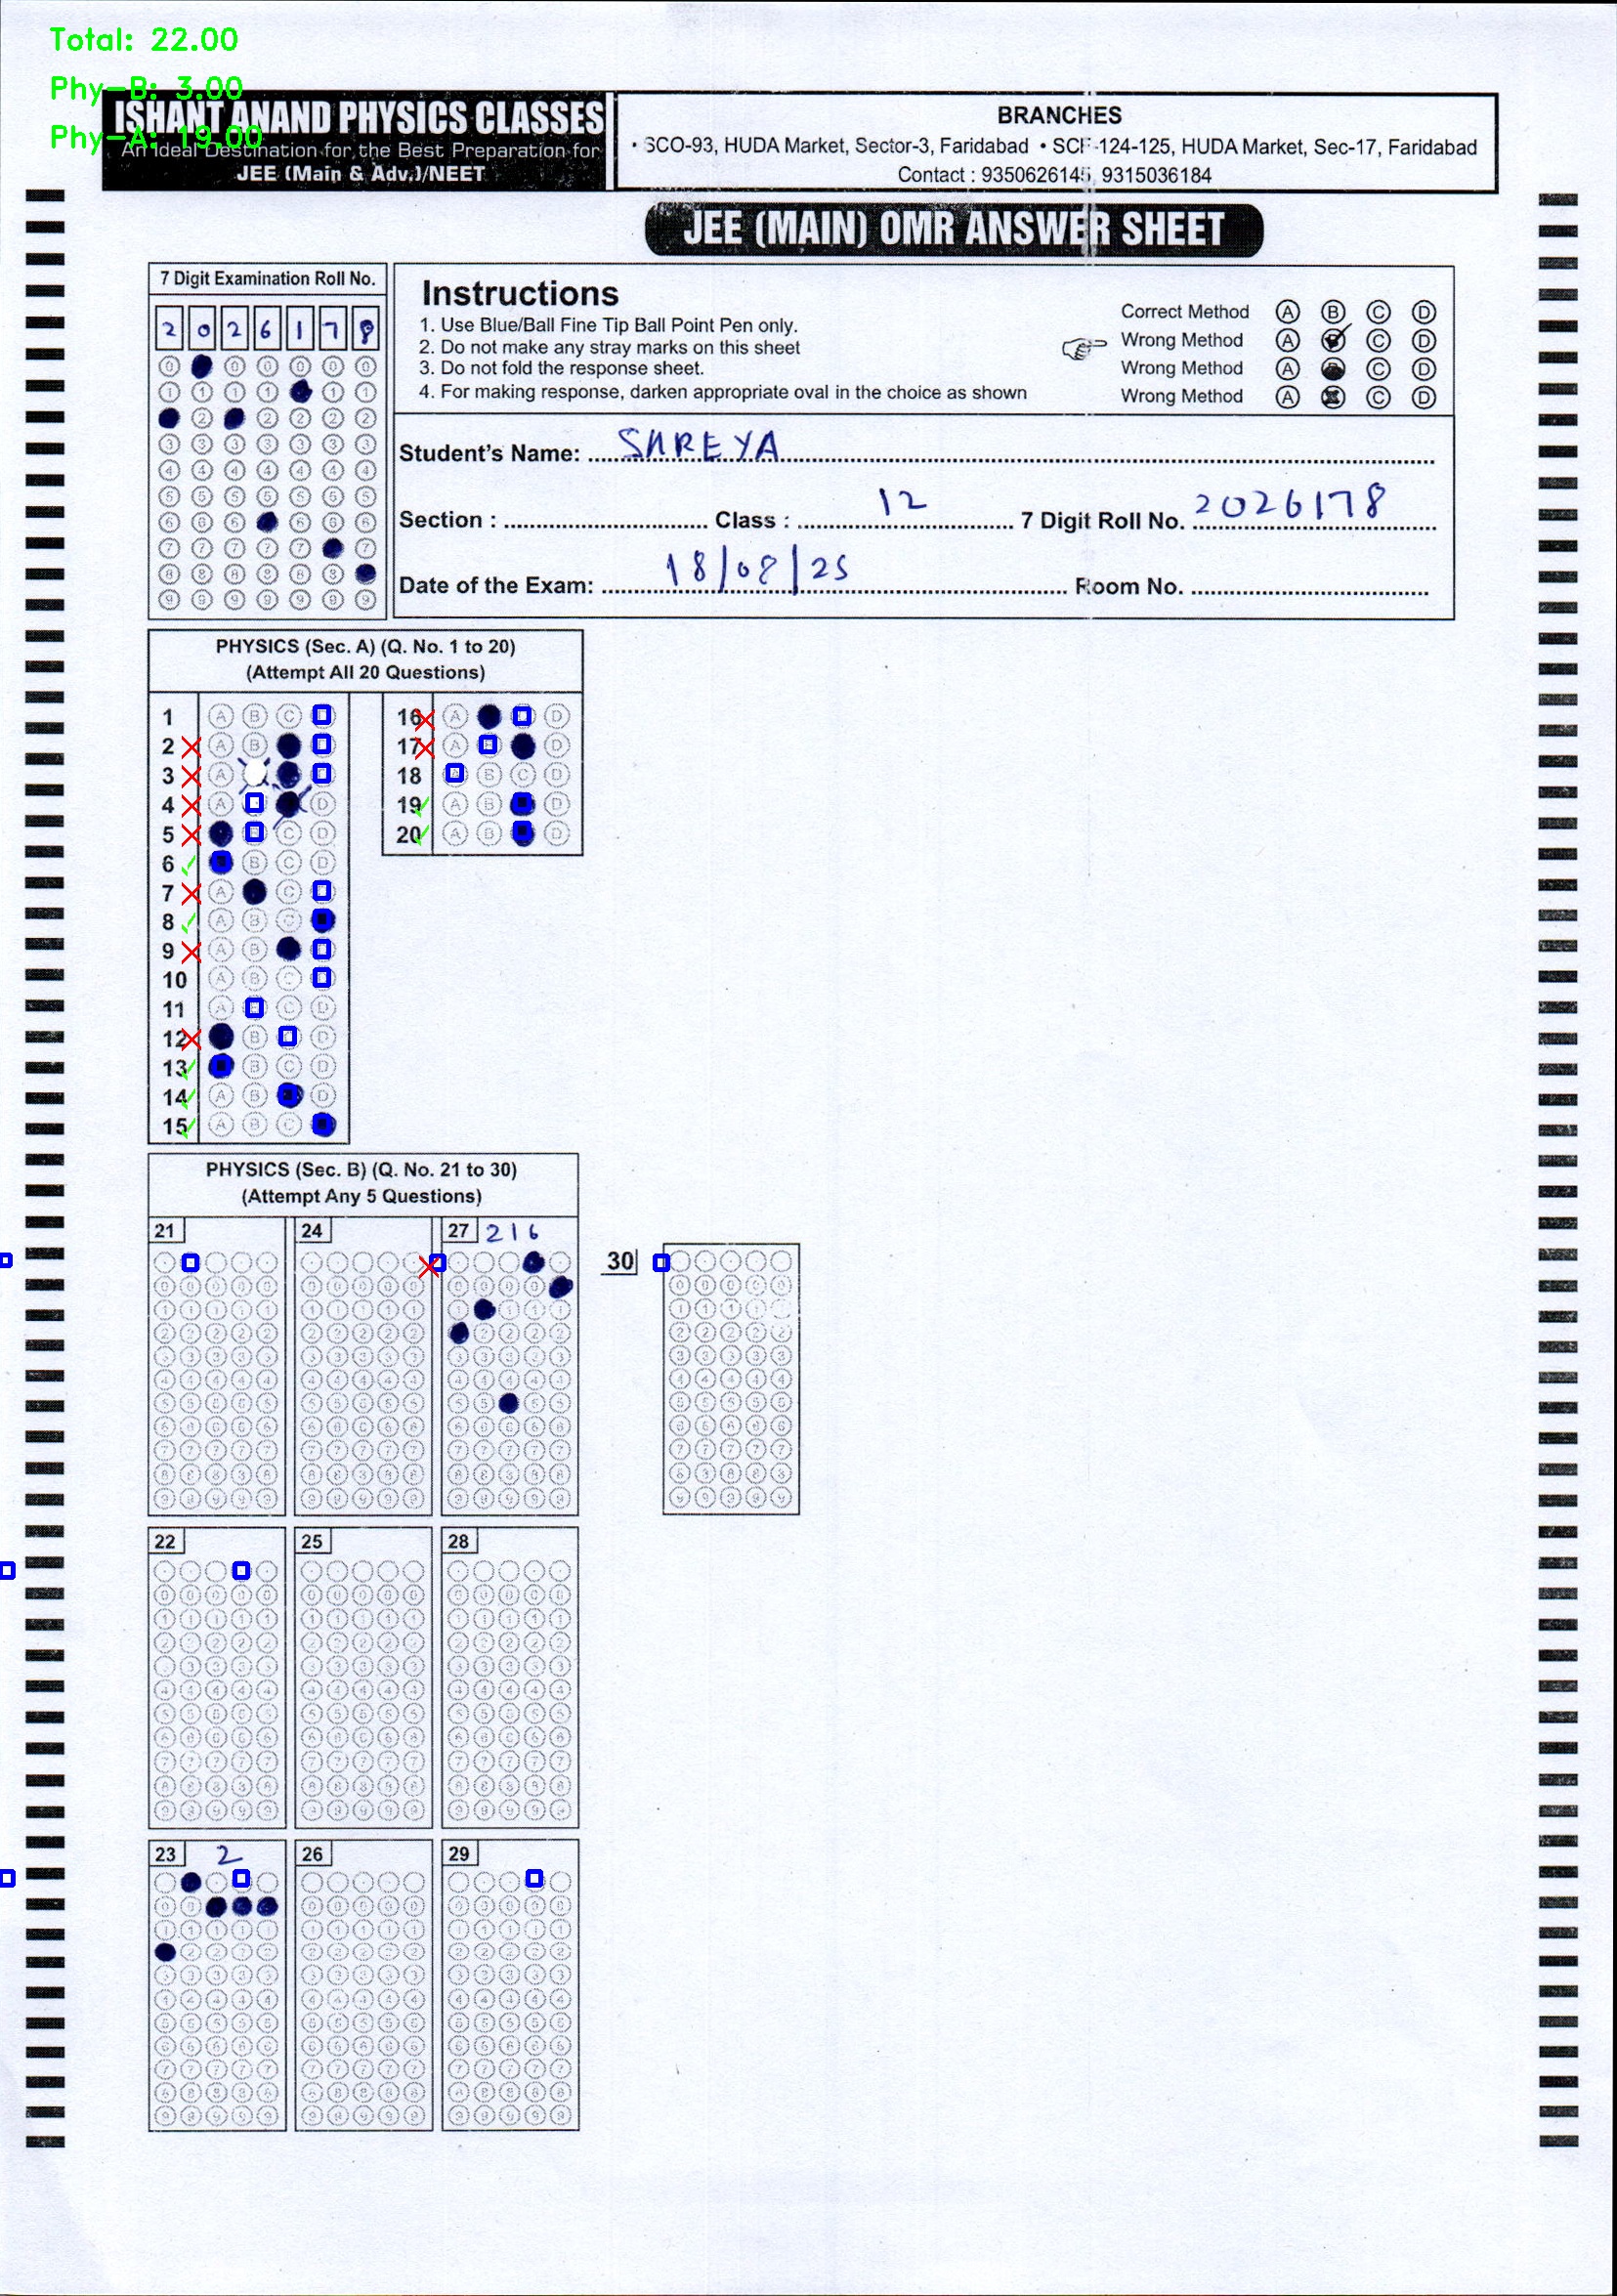 Total: 22.00
Phy-B: 3.00
Phy-A: 19.00
ISHANT ANAND PHYSICS CLASSES
An Ideal Destination for the Best Preparation for
JEE (Main & Adv.)/NEET
BRANCHES
• SCO-93, HUDA Market, Sector-3, Faridabad • SCF-124-125, HUDA Market, Sec-17, Faridabad
Contact : 9350626145, 9315036184
JEE (MAIN) OMR ANSWER SHEET
7 Digit Examination Roll No.
2 0 2 6 1 7 8
Instructions
1. Use Blue/Ball Fine Tip Ball Point Pen only.
2. Do not make any stray marks on this sheet
3. Do not fold the response sheet.
4. For making response, darken appropriate oval in the choice as shown
Correct Method A B C D
Wrong Method A C D
Wrong Method A C D
Wrong Method A C D
Student's Name: SHREYA
Section : Class : 12 7 Digit Roll No. 2026178
Date of the Exam: 18/08/25 Room No.
PHYSICS (Sec. A) (Q. No. 1 to 20)
(Attempt All 20 Questions)
1 A B C
2 A B
3 A
4 A D
5 C D
6 B C D
7 A C
8 A B C
9 A B
10 A B C
11 A C D
12 B D
13 B C D
14 A B D
15 A B C
16 A D
17 A D
18 B C D
19 A B D
20 A B D
PHYSICS (Sec. B) (Q. No. 21 to 30)
(Attempt Any 5 Questions)
21
24
27 216
30
22
25
28
23 2
26
29